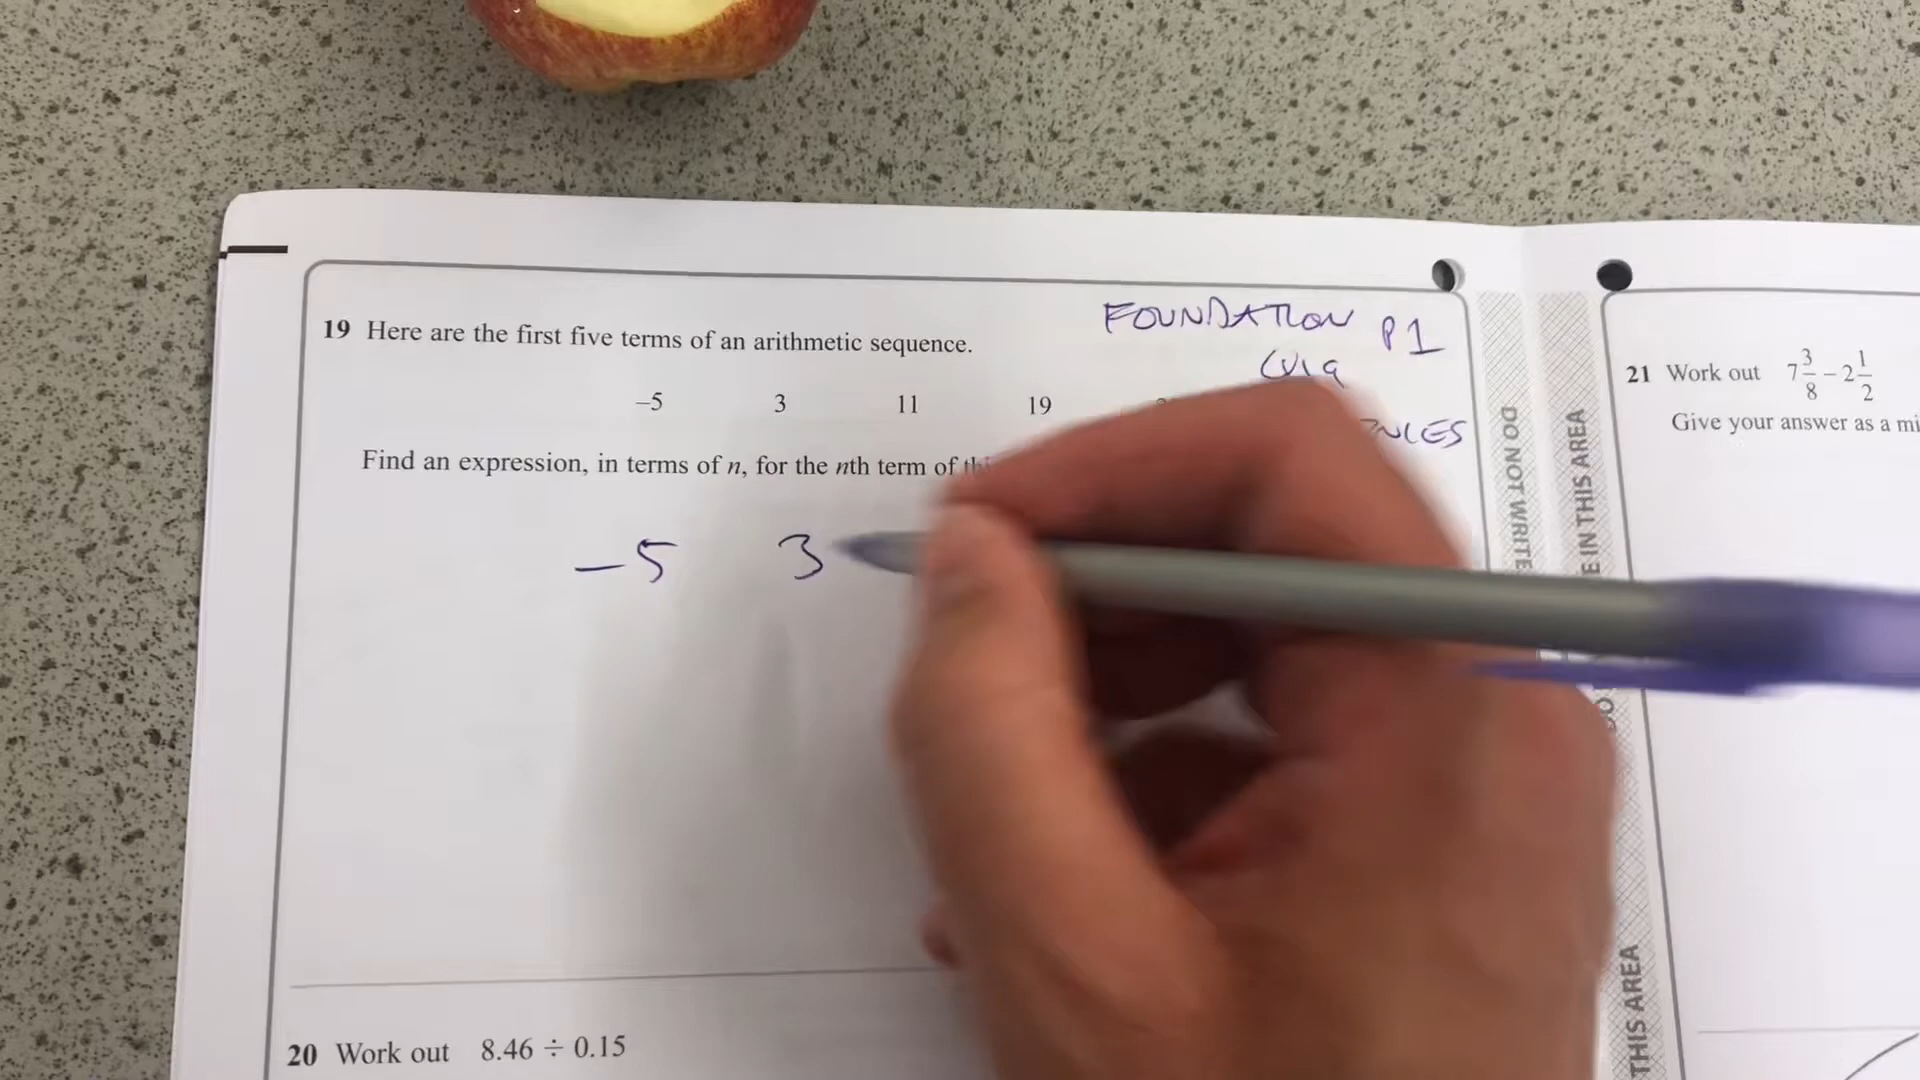 FOUNDATION P1
19 Here are the first five terms of an arithmetic sequence.
–5 3 11 19
Find an expression, in terms of n, for the nth term of
–5 3
20 Work out 8.46 ÷ 0.15
DO NOT WRITE
IN THIS AREA
THIS AREA
21 Work out 7 3/8 – 2 1/2
Give your answer as a